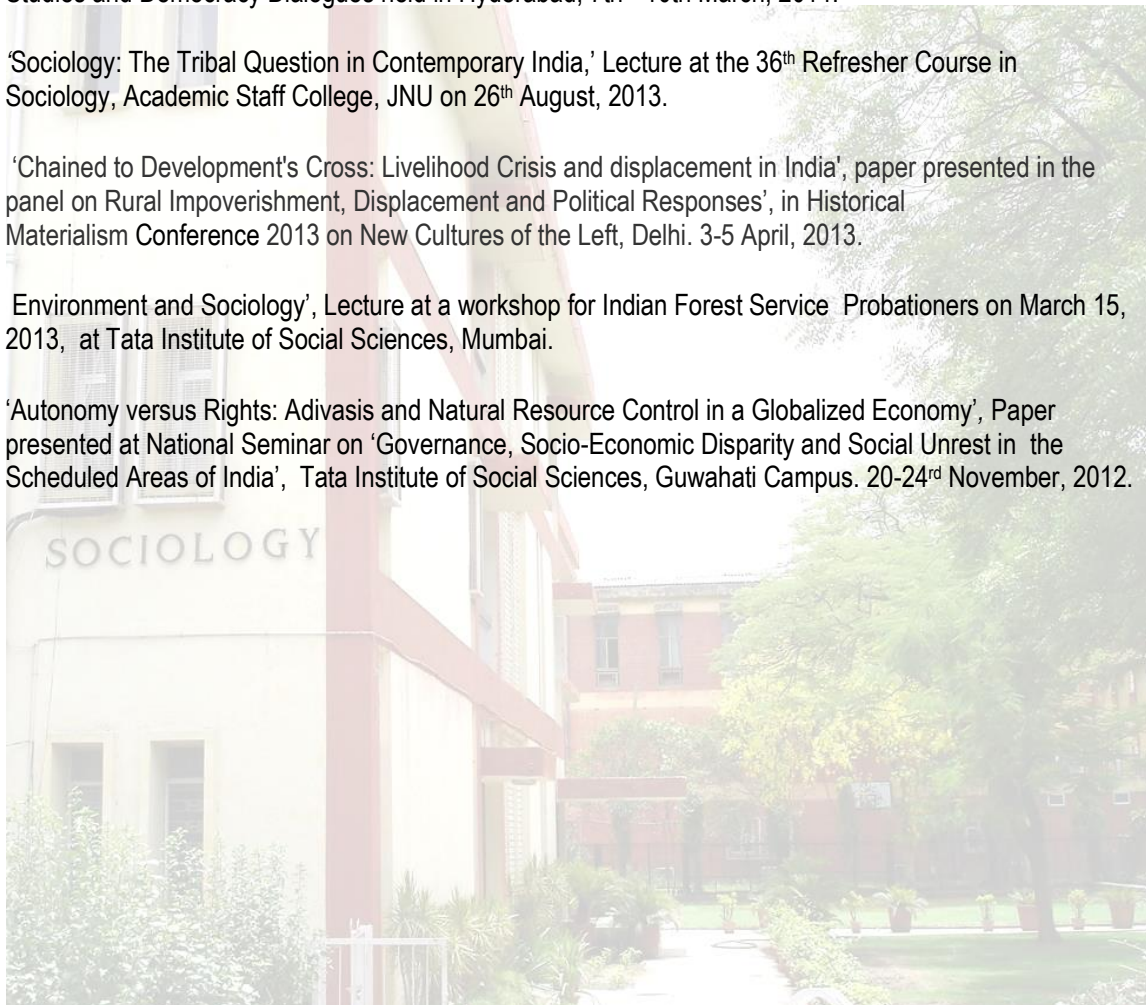 'Sociology: The Tribal Question in Contemporary India,' Lecture at the 36th Refresher Course in
Sociology, Academic Staff College, JNU on 26th August, 2013.
'Chained to Development's Cross: Livelihood Crisis and displacement in India', paper presented in the
panel on Rural Impoverishment, Displacement and Political Responses’, in Historical
Materialism Conference 2013 on New Cultures of the Left, Delhi. 3-5 April, 2013.
Environment and Sociology’, Lecture at a workshop for Indian Forest Service Probationers on March 15,
2013, at Tata Institute of Social Sciences, Mumbai.
‘Autonomy versus Rights: Adivasis and Natural Resource Control in a Globalized Economy’, Paper
presented at National Seminar on ‘Governance, Socio-Economic Disparity and Social Unrest in the
Scheduled Areas of India’, Tata Institute of Social Sciences, Guwahati Campus. 20-24rd November, 2012.
SOCIOLOGY